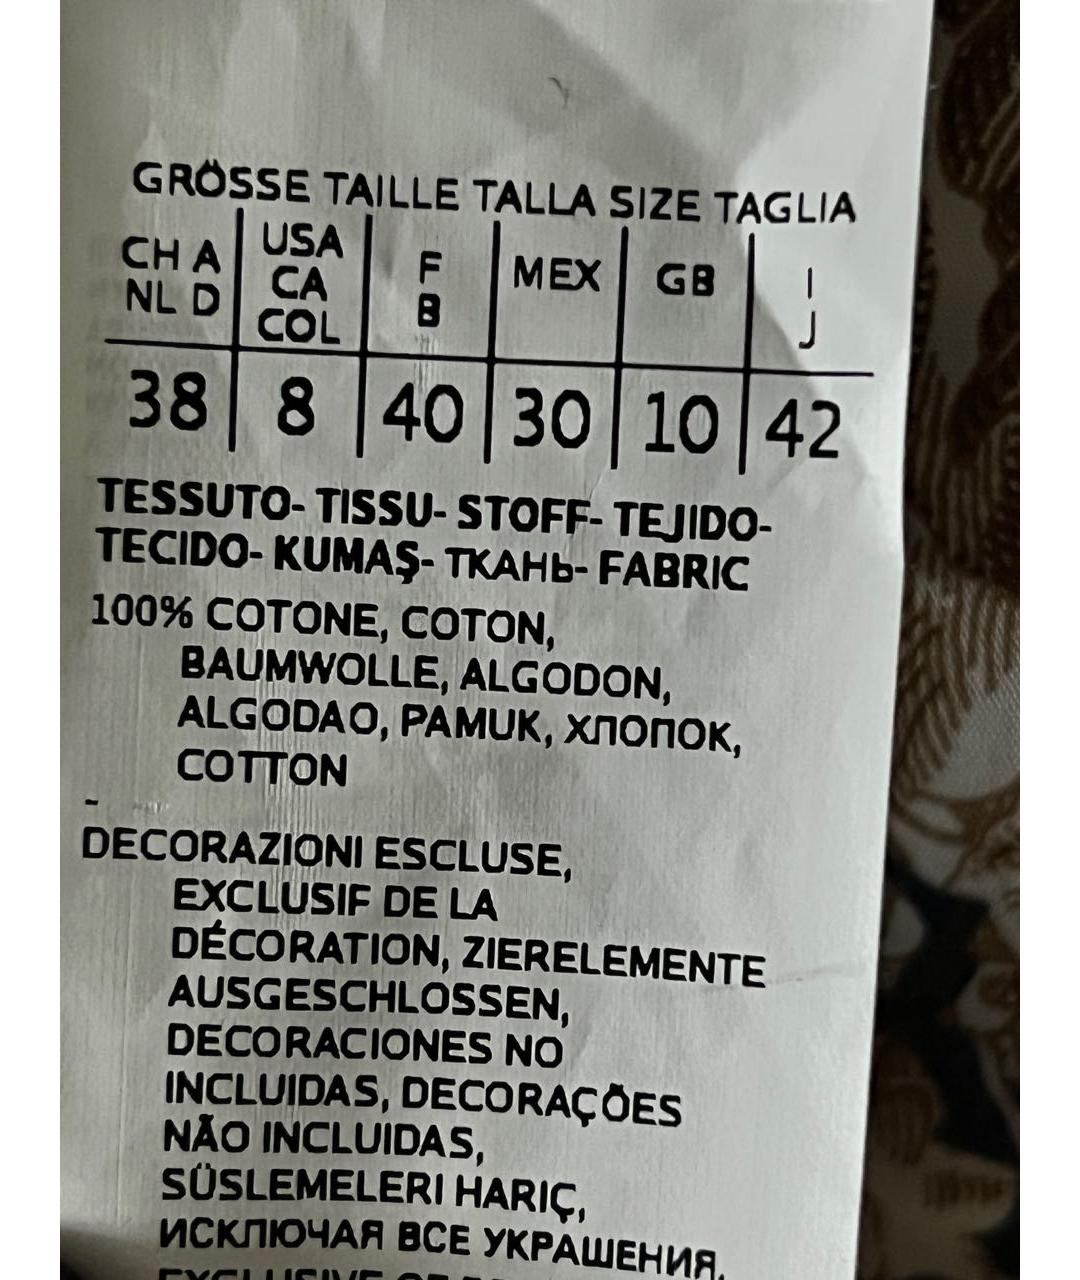 GRÖSSE TAILLE TALLA SIZE TAGLIA
CH A NL D | USA CA COL | F B | MEX | GB | I J
38 | 8 | 40 | 30 | 10 | 42
TESSUTO- TISSU- STOFF- TEJIDO-
TECIDO- KUMAŞ- ТКАНЬ- FABRIC
100% COTONE, COTON,
BAUMWOLLE, ALGODON,
ALGODAO, PAMUK, ХЛОПОК,
COTTON
-
DECORAZIONI ESCLUSE,
EXCLUSIF DE LA
DÉCORATION, ZIERELEMENTE
AUSGESCHLOSSEN,
DECORACIONES NO
INCLUIDAS, DECORAÇÕES
NÃO INCLUIDAS,
SÜSLEMELERI HARIÇ,
ИСКЛЮЧАЯ ВСЕ УКРАШЕНИЯ,
EXCLUSIVE OF